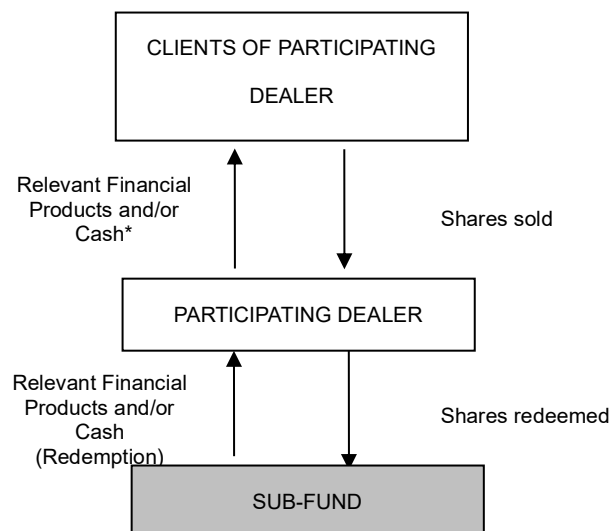 CLIENTS OF PARTICIPATING
DEALER
Relevant Financial
Products and/or
Cash*
Shares sold
PARTICIPATING DEALER
Relevant Financial
Products and/or
Cash
(Redemption)
Shares redeemed
SUB-FUND